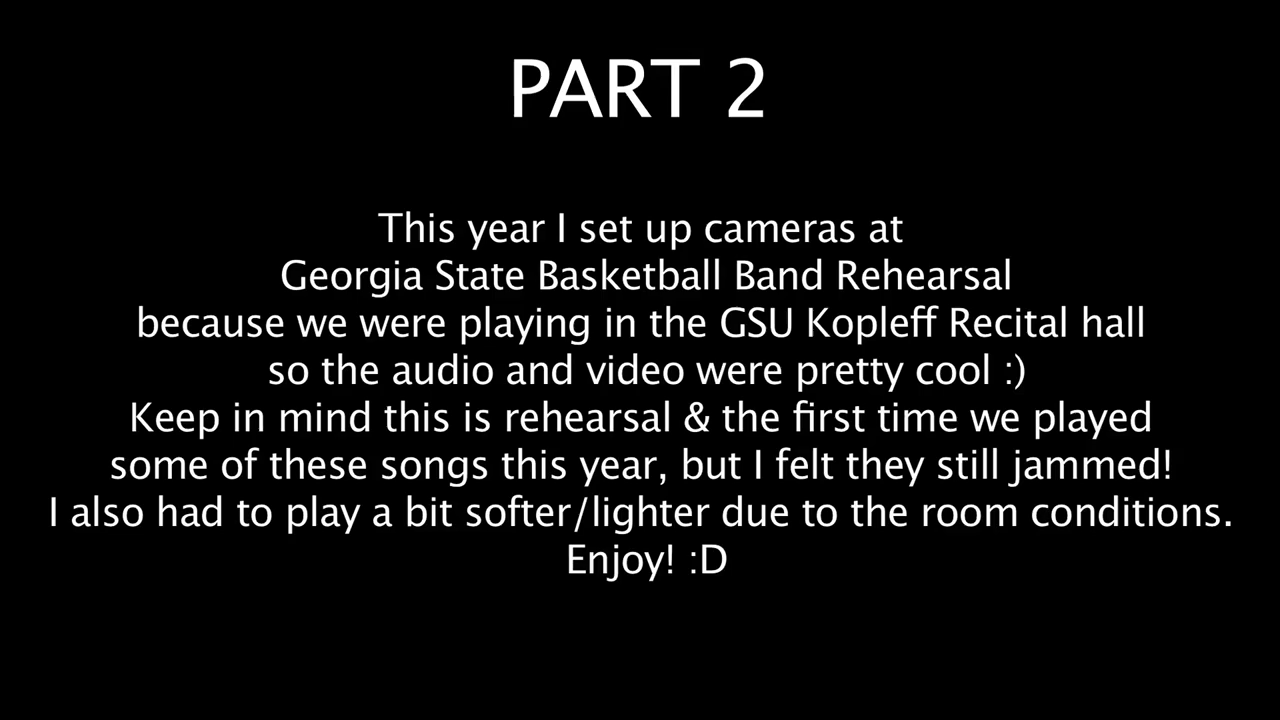 PART 2
This year I set up cameras at
Georgia State Basketball Band Rehearsal
because we were playing in the GSU Kopleff Recital hall
so the audio and video were pretty cool :)
Keep in mind this is rehearsal & the first time we played
some of these songs this year, but I felt they still jammed!
I also had to play a bit softer/lighter due to the room conditions.
Enjoy! :D